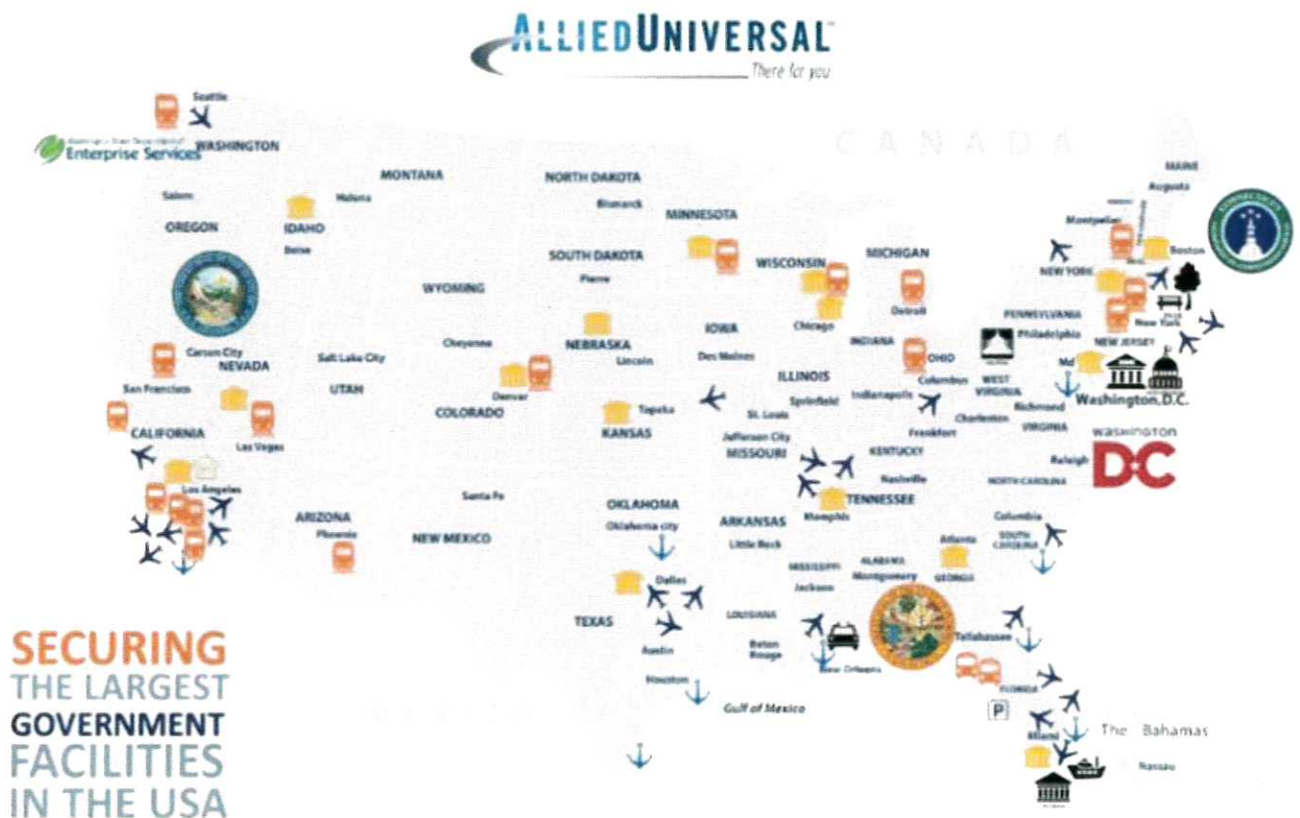 ALLIEDUNIVERSAL
There for you
CANADA
Seattle
Enterprise Services
WASHINGTON
MONTANA
NORTH DAKOTA
MAINE
Augusta
Salem
Helena
Bismarck
MINNESOTA
Montpelier
OREGON
IDAHO
Boise
SOUTH DAKOTA
Pierre
WISCONSIN
MICHIGAN
Boston
NEW YORK
WYOMING
Detroit
PENNSYLVANIA
New York
Chicago
IOWA
Philadelphia
NEW JERSEY
Carson City
NEVADA
Salt Lake City
Cheyenne
NEBRASKA
Lincoln
Des Moines
INDIANA
OHIO
Columbus
Md
San Francisco
UTAH
Denver
ILLINOIS
Indianapolis
WEST
VIRGINIA
Washington, D.C.
COLORADO
Topeka
KANSAS
St. Louis
Springfield
Charleston
Richmond
VIRGINIA
CALIFORNIA
Las Vegas
Jefferson City
MISSOURI
Frankfort
KENTUCKY
WASHINGTON
DC
Raleigh
NORTH CAROLINA
Nashville
Los Angeles
Santa Fe
OKLAHOMA
Oklahoma city
TENNESSEE
Memphis
ARIZONA
Phoenix
NEW MEXICO
ARKANSAS
Little Rock
Columbia
SOUTH
CAROLINA
Atlanta
GEORGIA
MISSISSIPPI
Jackson
ALABAMA
Montgomery
Dallas
TEXAS
Austin
Houston
LOUISIANA
Baton
Rouge
New Orleans
Tallahassee
FLORIDA
P
Gulf of Mexico
Miami
The Bahamas
Nassau
SECURING
THE LARGEST
GOVERNMENT
FACILITIES
IN THE USA